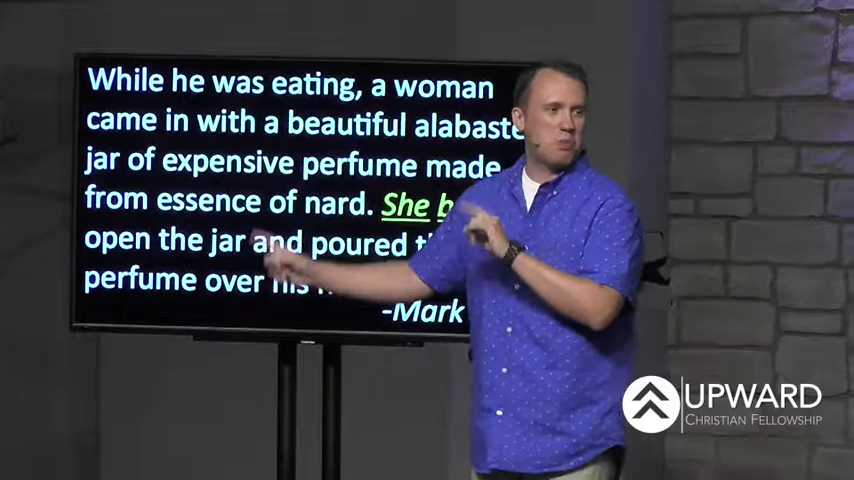 While he was eating, a woman
came in with a beautiful alabaste
jar of expensive perfume made
from essence of nard. She b
open the jar and poured t
perfume over his
-Mark
UPWARD
CHRISTIAN FELLOWSHIP